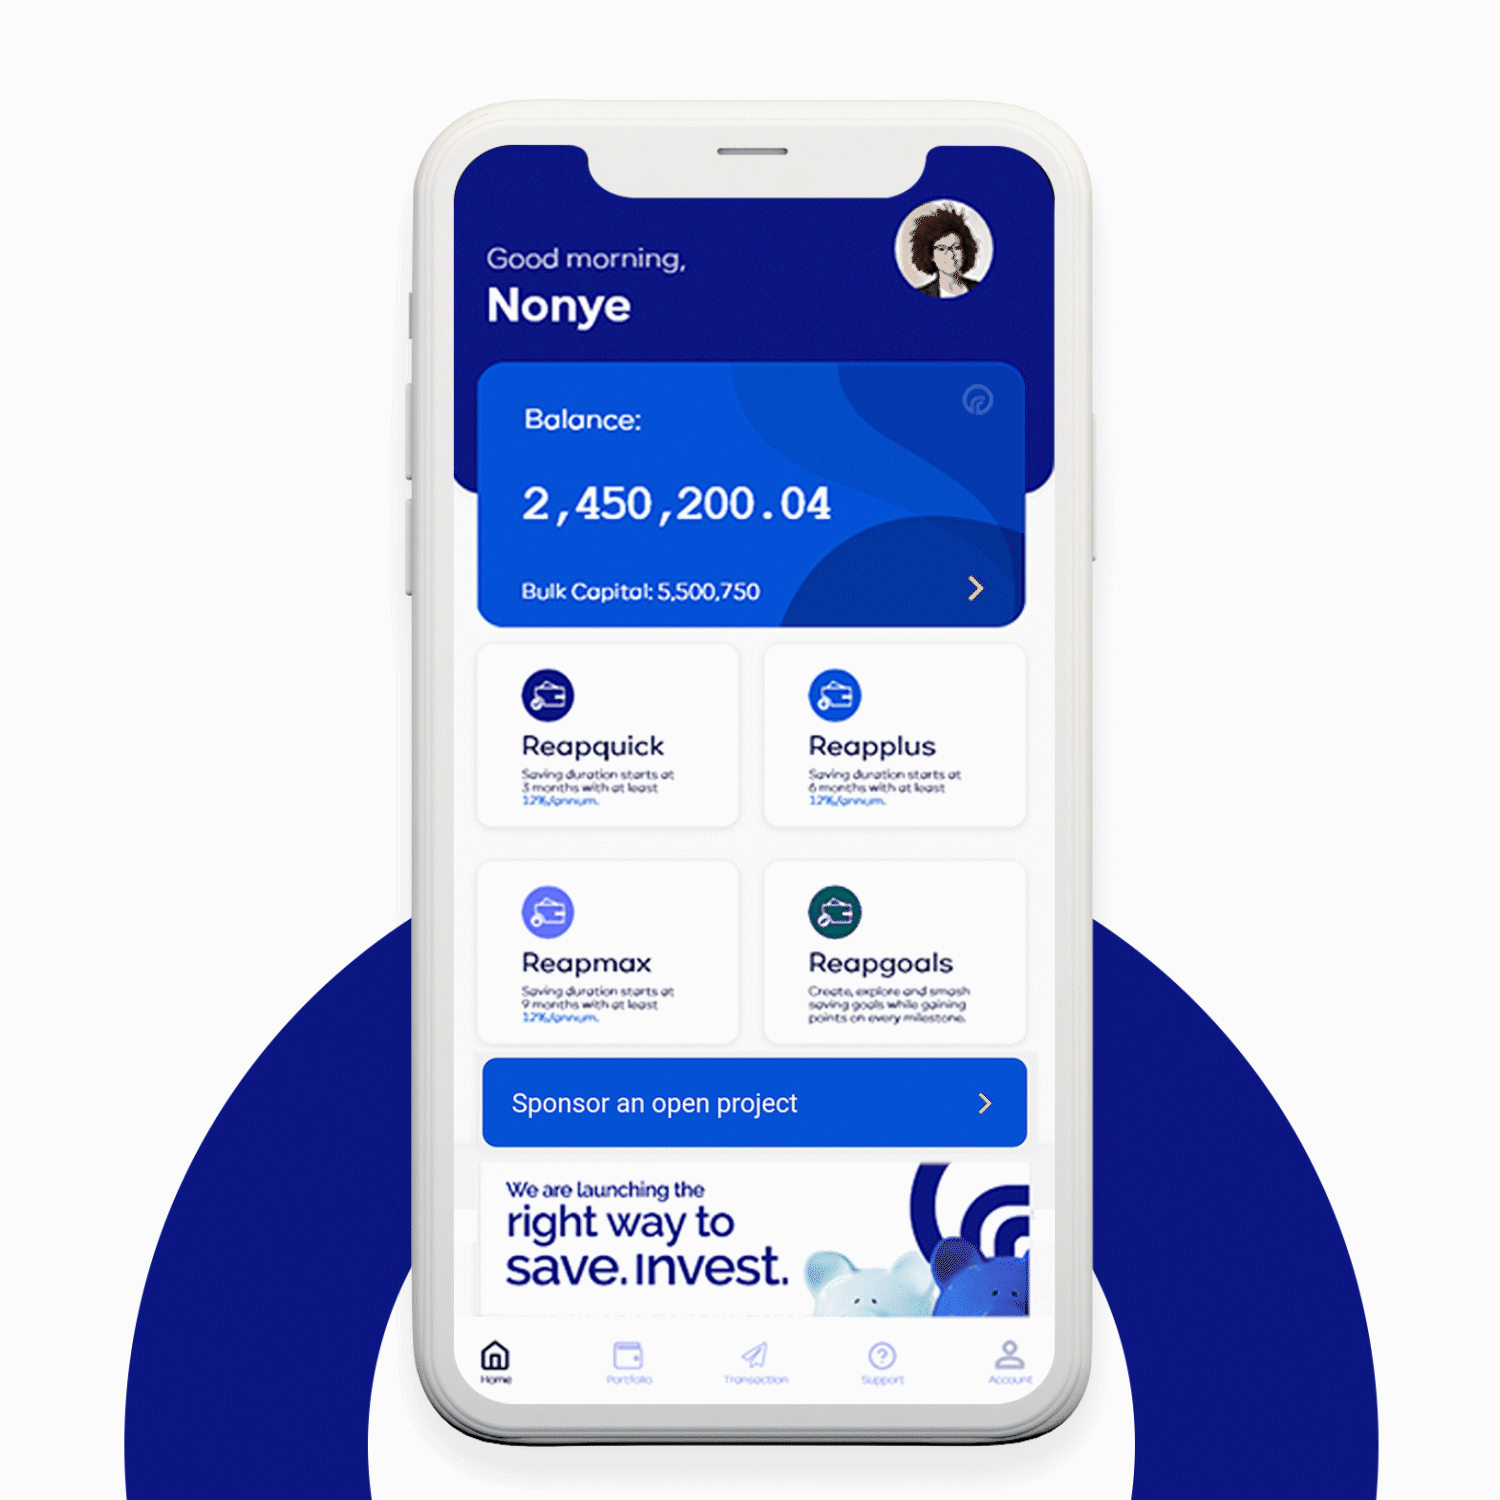 Good morning,
Nonye
Balance:
2,450,200.04
Bulk Capital: 5,500,750
Reapquick
Saving duration starts at
3 months with at least
12%/annum.
Reapplus
Saving duration starts at
6 months with at least
12%/annum.
Reapmax
Saving duration starts at
9 months with at least
12%/annum.
Reapgoals
Create, explore and smash
saving goals while gaining
points on every milestone.
Sponsor an open project
We are launching the
right way to
save. ınvest.
Home
Portfolio
Transaction
Support
Account